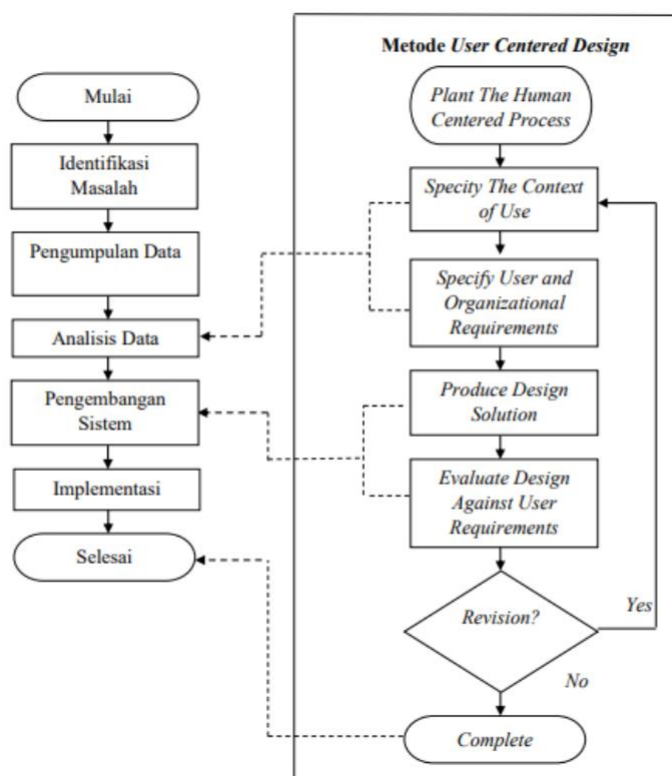 Metode User Centered Design
Mulai
Identifikasi
Masalah
Pengumpulan Data
Analisis Data
Pengembangan
Sistem
Implementasi
Selesai
Plant The Human
Centered Process
Specity The Context
of Use
Specify User and
Organizational
Requirements
Produce Design
Solution
Evaluate Design
Against User
Requirements
Revision?
Yes
No
Complete